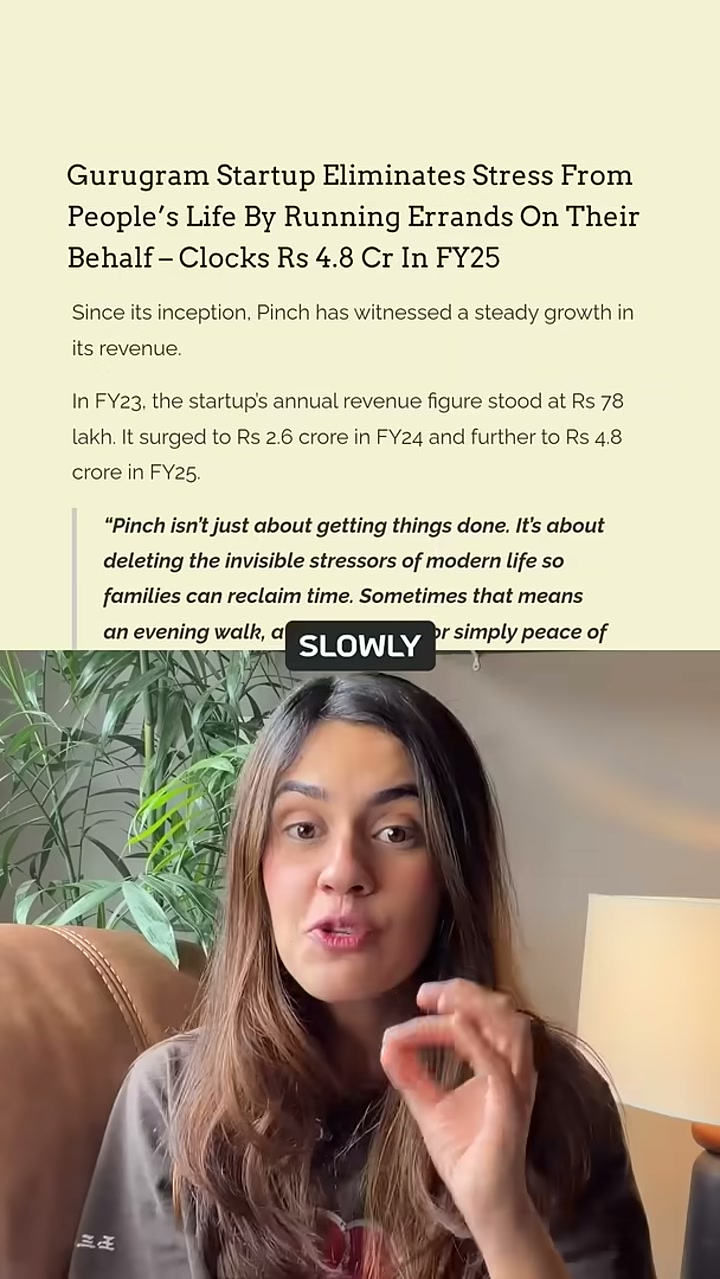 Gurugram Startup Eliminates Stress From
People’s Life By Running Errands On Their
Behalf – Clocks Rs 4.8 Cr In FY25
Since its inception, Pinch has witnessed a steady growth in
its revenue.
In FY23, the startup’s annual revenue figure stood at Rs 78
lakh. It surged to Rs 2.6 crore in FY24 and further to Rs 4.8
crore in FY25.
“Pinch isn’t just about getting things done. It’s about
deleting the invisible stressors of modern life so
families can reclaim time. Sometimes that means
an evening walk, a or simply peace of
SLOWLY